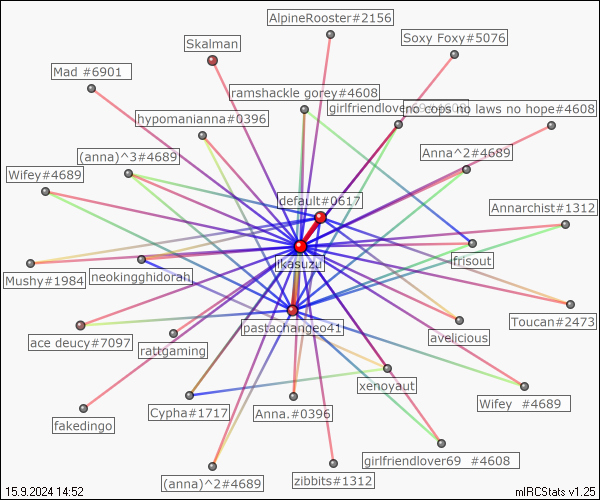 AlpineRooster#2156
Soxy Foxy#5076
Skalman
Mad #6901
ramshackle gorey#4608
girlfriendlover69 #4608
no cops no laws no hope#4608
hypomanianna#0396
(anna)^3#4689
Anna^2#4689
Wifey#4689
default#0617
Annarchist#1312
ikasuzu
frisout
Mushy#1984
neokingghidorah
Toucan#2473
pastachangeo41
ace deucy#7097
rattgaming
avelicious
xenoyaut
Wifey #4689
fakedingo
Cypha#1717
Anna.#0396
girlfriendlover69 #4608
(anna)^2#4689
zibbits#1312
15.9.2024 14:52
mIRCStats v1.25